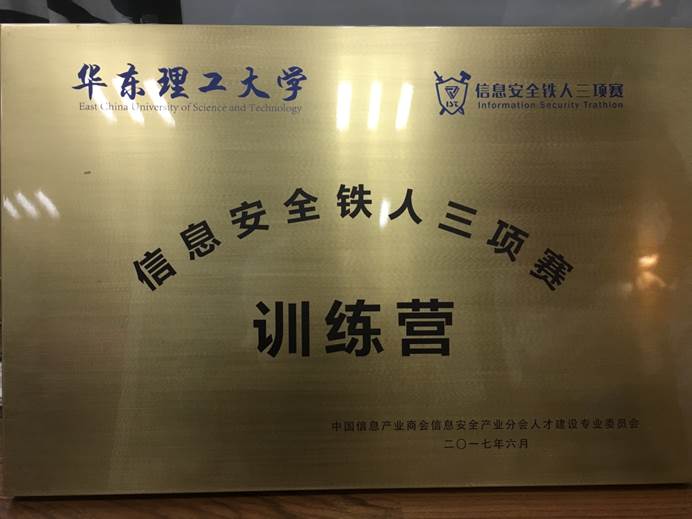 华东理工大学
East China University of Science and Technology
IST
信息安全铁人三项赛
Information Security Trathlon
信息安全铁人三项赛
训练营
中国信息产业商会信息安全产业分会人才建设专业委员会
二〇一七年六月